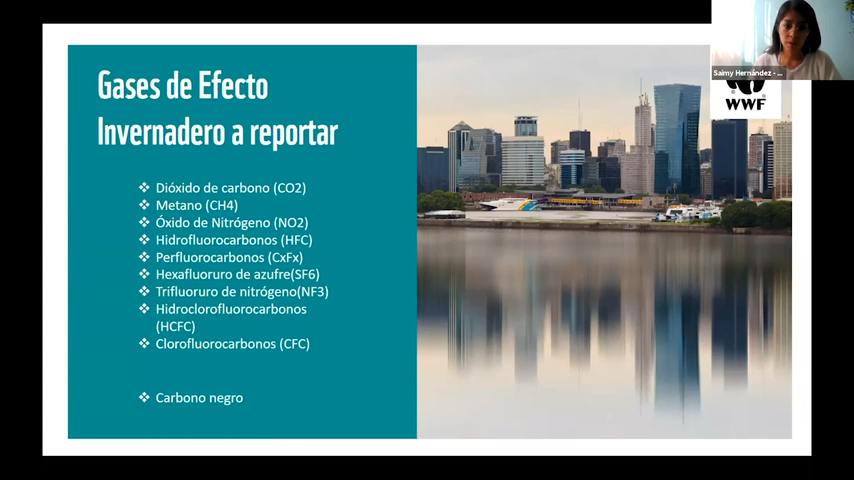 Gases de Efecto
Invernadero a reportar
❖ Dióxido de carbono (CO2)
❖ Metano (CH4)
❖ Óxido de Nitrógeno (NO2)
❖ Hidrofluorocarbonos (HFC)
❖ Perfluorocarbonos (CxFx)
❖ Hexafluoruro de azufre(SF6)
❖ Trifluoruro de nitrógeno(NF3)
❖ Hidroclorofluorocarbonos
(HCFC)
❖ Clorofluorocarbonos (CFC)
❖ Carbono negro
Saimy Hernández - ...
WWF